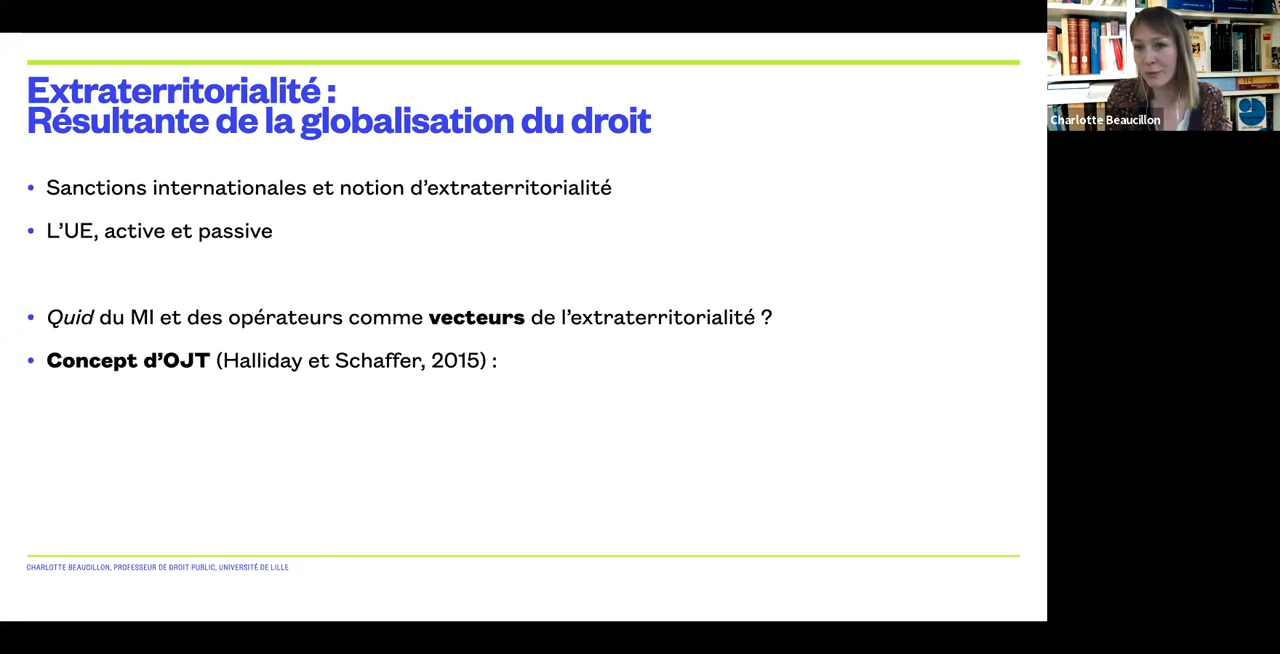 Extraterritorialité :
Résultante de la globalisation du droit
• Sanctions internationales et notion d’extraterritorialité
• L’UE, active et passive
• Quid du MI et des opérateurs comme vecteurs de l’extraterritorialité ?
• Concept d’OJT (Halliday et Schaffer, 2015) :
CHARLOTTE BEAUCILLON, PROFESSEUR DE DROIT PUBLIC, UNIVERSITÉ DE LILLE
Charlotte Beaucillon